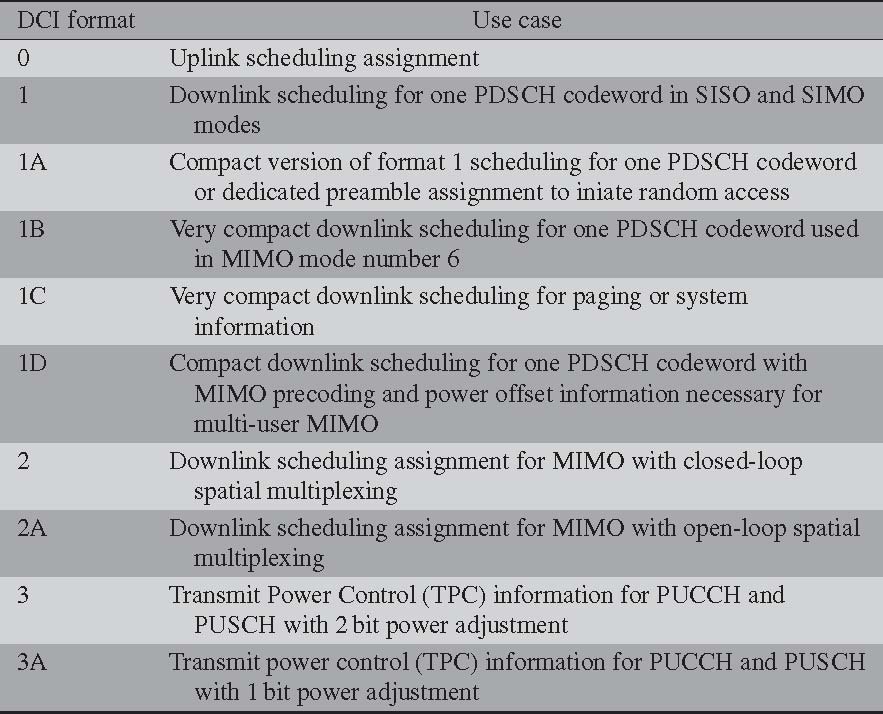 DCI format Use case
0 Uplink scheduling assignment
1 Downlink scheduling for one PDSCH codeword in SISO and SIMO
modes
1A Compact version of format 1 scheduling for one PDSCH codeword
or dedicated preamble assignment to iniate random access
1B Very compact downlink scheduling for one PDSCH codeword used
in MIMO mode number 6
1C Very compact downlink scheduling for paging or system
information
1D Compact downlink scheduling for one PDSCH codeword with
MIMO precoding and power offset information necessary for
multi-user MIMO
2 Downlink scheduling assignment for MIMO with closed-loop
spatial multiplexing
2A Downlink scheduling assignment for MIMO with open-loop spatial
multiplexing
3 Transmit Power Control (TPC) information for PUCCH and
PUSCH with 2 bit power adjustment
3A Transmit power control (TPC) information for PUCCH and PUSCH
with 1 bit power adjustment